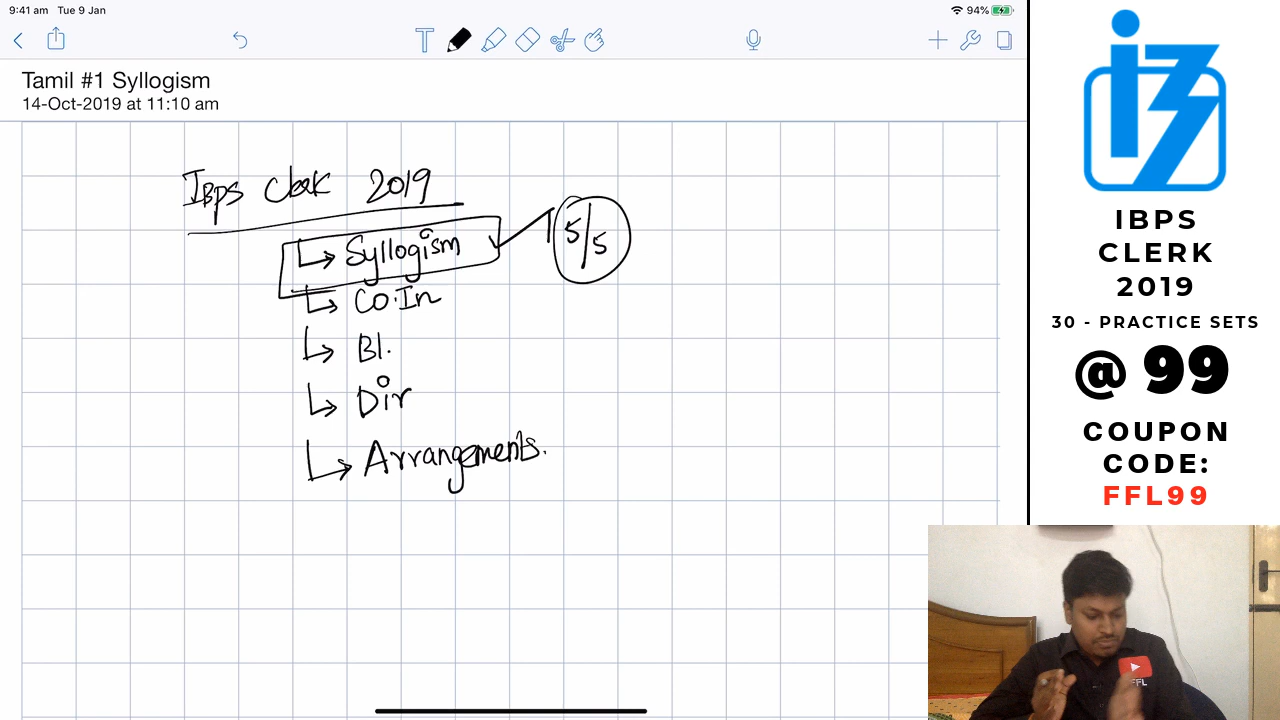 9:41 am Tue 9 Jan
94%
T
Tamil #1 Syllogism
14-Oct-2019 at 11:10 am
IBps Clerk 2019
Syllogism
5/5
Co.In
Bl.
Dir
Arrangements.
IBPS
CLERK
2019
30 - PRACTICE SETS
@ 99
COUPON
CODE:
FFL99
FFL